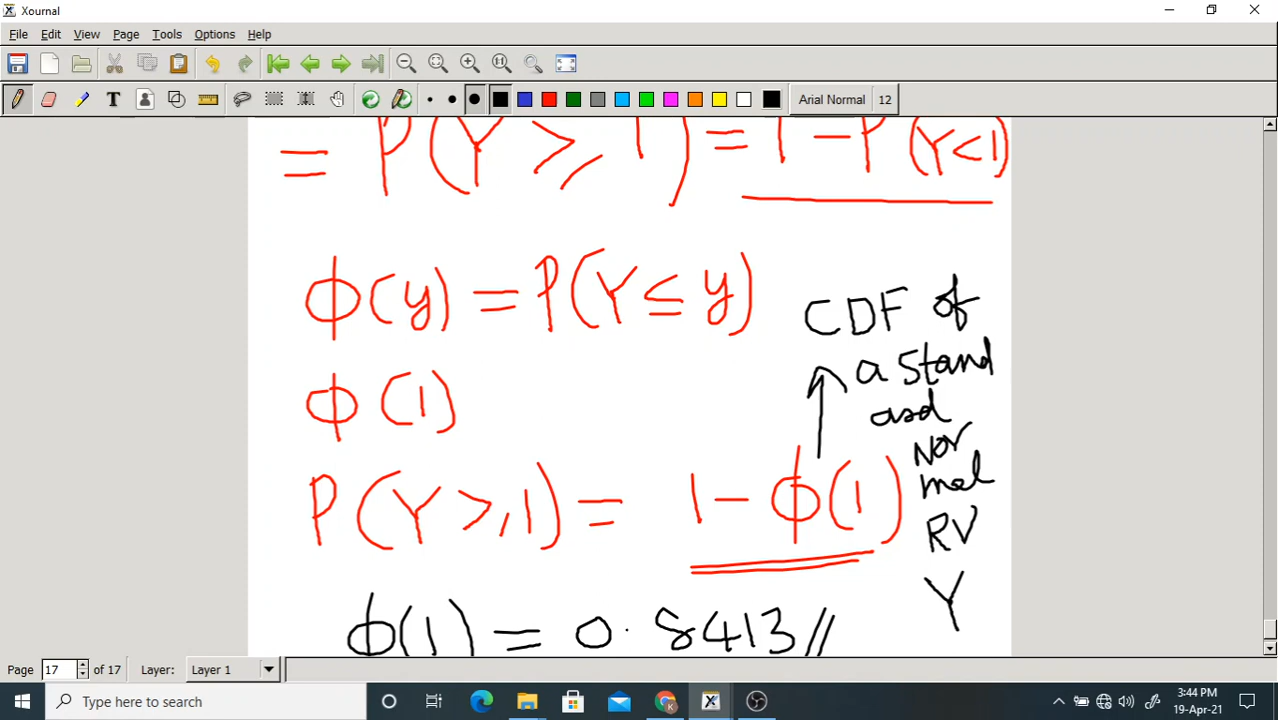 Xournal
File Edit View Page Tools Options Help
Arial Normal 12
= P(Y ≥ 1) = 1 - P(Y<1)
ϕ(y) = P(Y ≤ y)
CDF of
a stand
ard
Nor
mal
RV
Y
ϕ(1)
P(Y ≥ 1) = 1 - ϕ(1)
ϕ(1) = 0.8413//
Page 17 of 17 Layer: Layer 1
Type here to search
3:44 PM
19-Apr-21